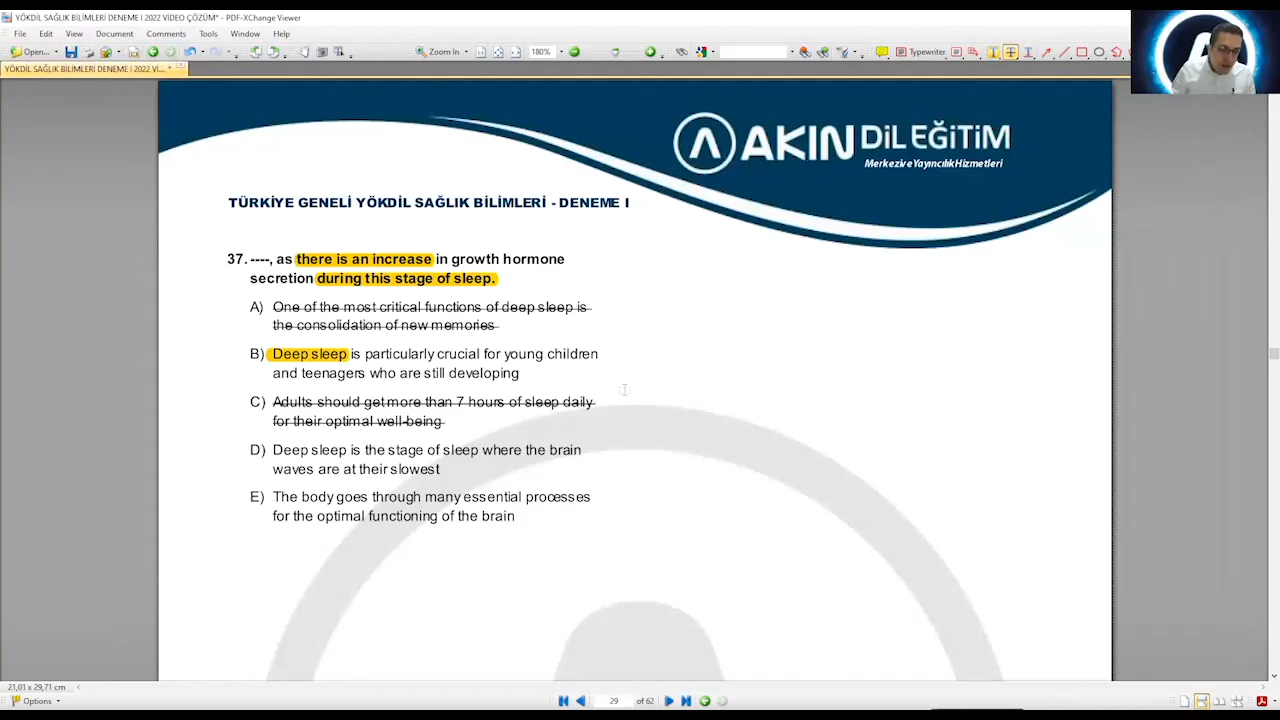 YÖKDİL SAĞLIK BİLİMLERİ DENEME I 2022 VİDEO ÇÖZÜM* - PDF-XChange Viewer
File Edit View Document Comments Tools Window Help
Open... Zoom In 180% Typewriter
YÖKDİL SAĞLIK BİLİMLERİ DENEME I 2022 Vİ... *
AKIN DİL EĞİTİM
Merkezi ve Yayıncılık Hizmetleri
TÜRKİYE GENELİ YÖKDİL SAĞLIK BİLİMLERİ - DENEME I
37. ----, as there is an increase in growth hormone
secretion during this stage of sleep.
A) One of the most critical functions of deep sleep is
the consolidation of new memories
B) Deep sleep is particularly crucial for young children
and teenagers who are still developing
C) Adults should get more than 7 hours of sleep daily
for their optimal well-being
D) Deep sleep is the stage of sleep where the brain
waves are at their slowest
E) The body goes through many essential processes
for the optimal functioning of the brain
21,01 x 29,71 cm
Options 29 of 62